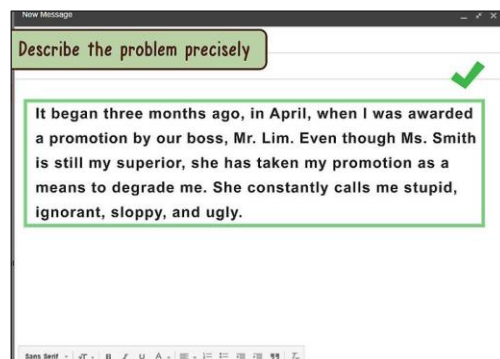 New Message
Describe the problem precisely
It began three months ago, in April, when I was awarded
a promotion by our boss, Mr. Lim. Even though Ms. Smith
is still my superior, she has taken my promotion as a
means to degrade me. She constantly calls me stupid,
ignorant, sloppy, and ugly.
Sans Serif B I U A